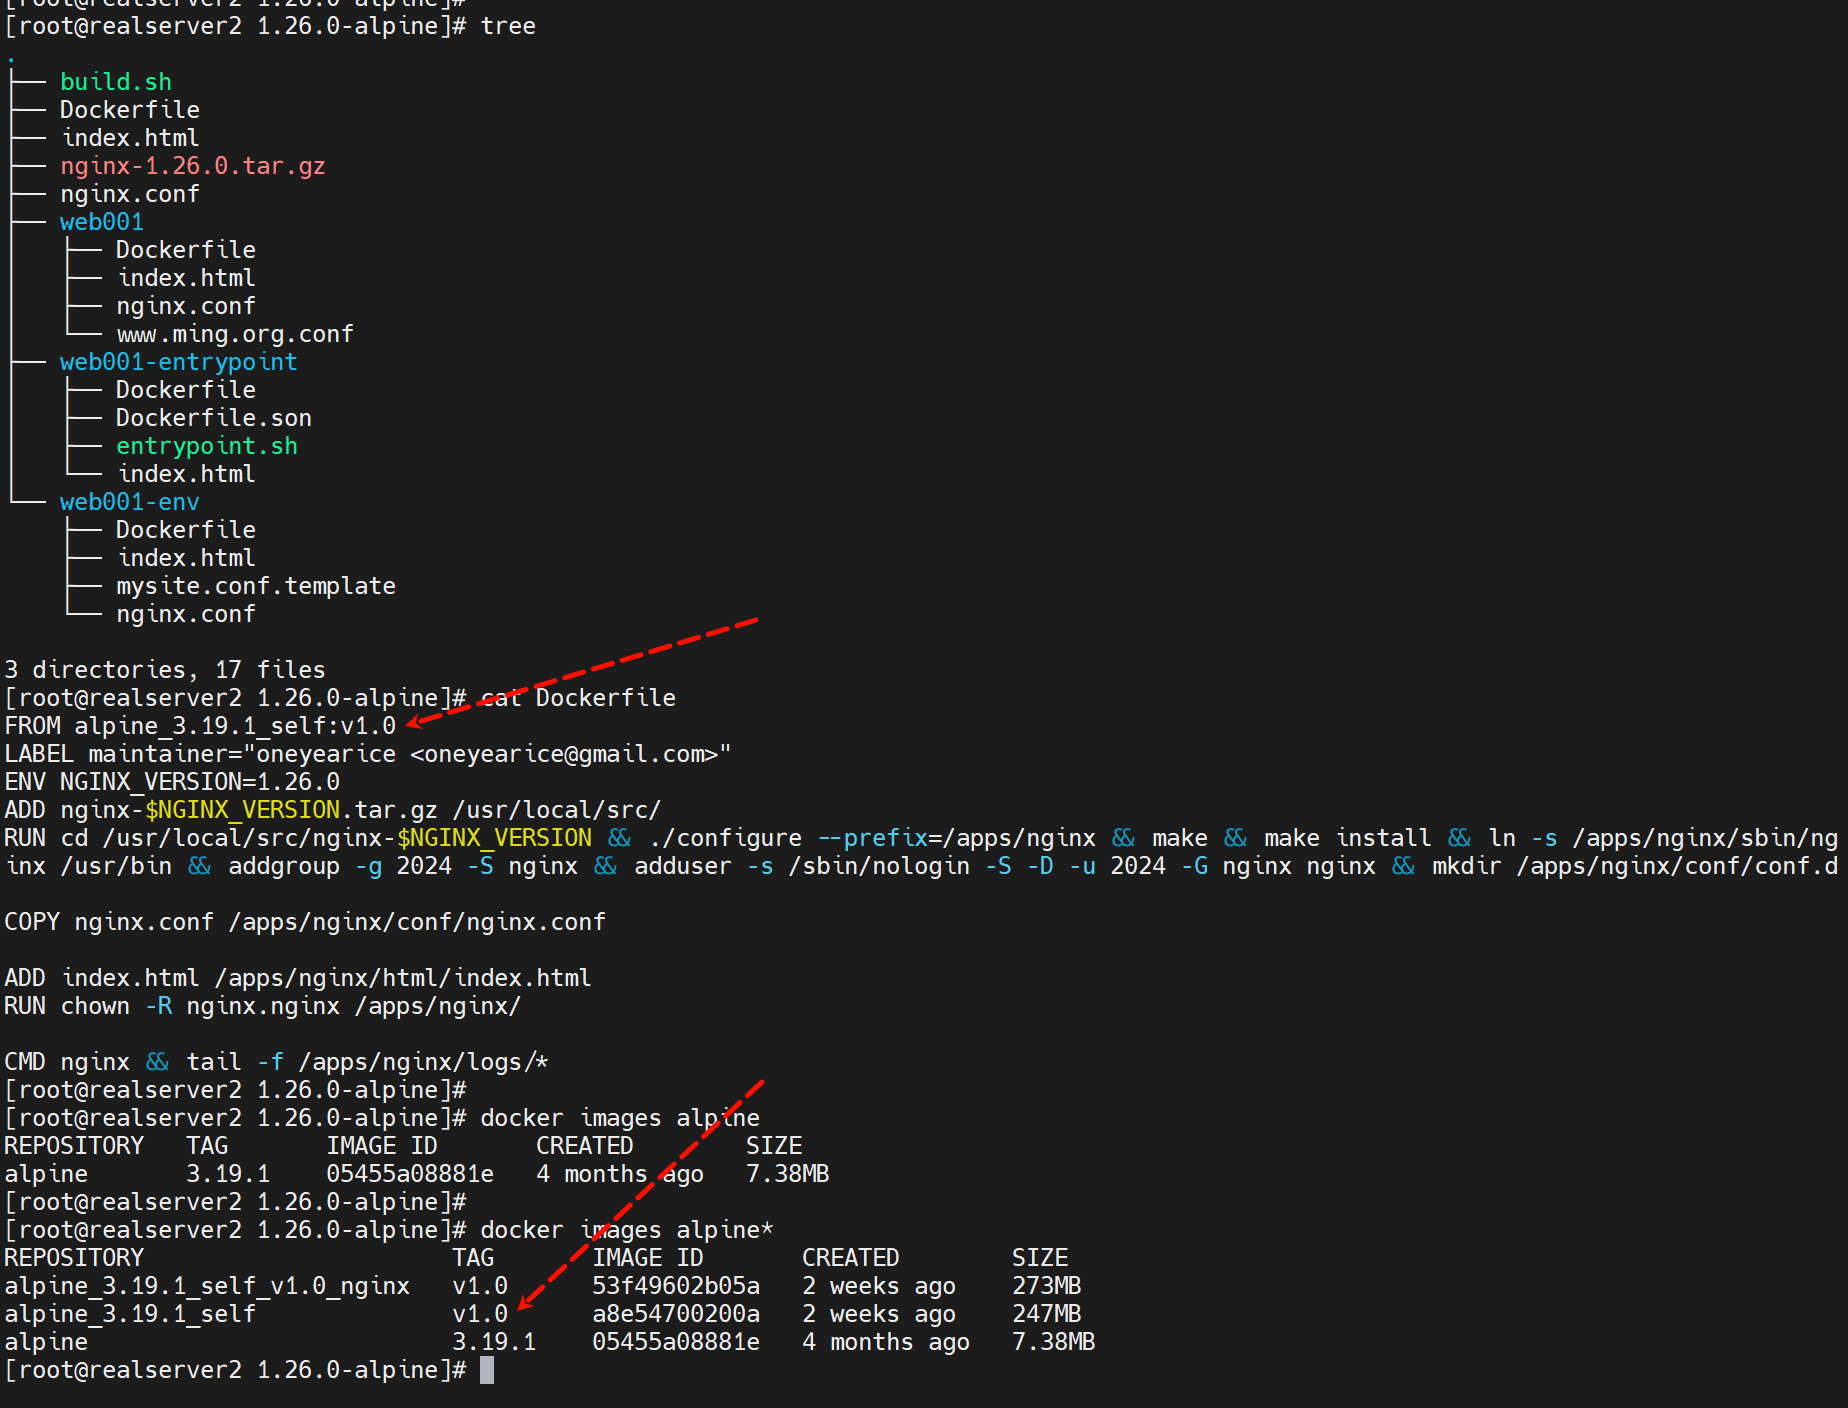 [root@realserver2 1.26.0-alpine]#
[root@realserver2 1.26.0-alpine]# tree
.
├── build.sh
├── Dockerfile
├── index.html
├── nginx-1.26.0.tar.gz
├── nginx.conf
├── web001
│   ├── Dockerfile
│   ├── index.html
│   ├── nginx.conf
│   └── www.ming.org.conf
├── web001-entrypoint
│   ├── Dockerfile
│   ├── Dockerfile.son
│   ├── entrypoint.sh
│   └── index.html
└── web001-env
    ├── Dockerfile
    ├── index.html
    ├── mysite.conf.template
    └── nginx.conf
3 directories, 17 files
[root@realserver2 1.26.0-alpine]# cat Dockerfile
FROM alpine_3.19.1_self:v1.0
LABEL maintainer="oneyearice <oneyearice@gmail.com>"
ENV NGINX_VERSION=1.26.0
ADD nginx-$NGINX_VERSION.tar.gz /usr/local/src/
RUN cd /usr/local/src/nginx-$NGINX_VERSION && ./configure --prefix=/apps/nginx && make && make install && ln -s /apps/nginx/sbin/ng
inx /usr/bin && addgroup -g 2024 -S nginx && adduser -s /sbin/nologin -S -D -u 2024 -G nginx nginx && mkdir /apps/nginx/conf/conf.d
COPY nginx.conf /apps/nginx/conf/nginx.conf
ADD index.html /apps/nginx/html/index.html
RUN chown -R nginx.nginx /apps/nginx/
CMD nginx && tail -f /apps/nginx/logs/*
[root@realserver2 1.26.0-alpine]#
[root@realserver2 1.26.0-alpine]# docker images alpine
REPOSITORY   TAG       IMAGE ID       CREATED        SIZE
alpine       3.19.1    05455a08881e   4 months ago   7.38MB
[root@realserver2 1.26.0-alpine]#
[root@realserver2 1.26.0-alpine]# docker images alpine*
REPOSITORY                      TAG       IMAGE ID       CREATED        SIZE
alpine_3.19.1_self_v1.0_nginx   v1.0      53f49602b05a   2 weeks ago    273MB
alpine_3.19.1_self              v1.0      a8e54700200a   2 weeks ago    247MB
alpine                          3.19.1    05455a08881e   4 months ago   7.38MB
[root@realserver2 1.26.0-alpine]#